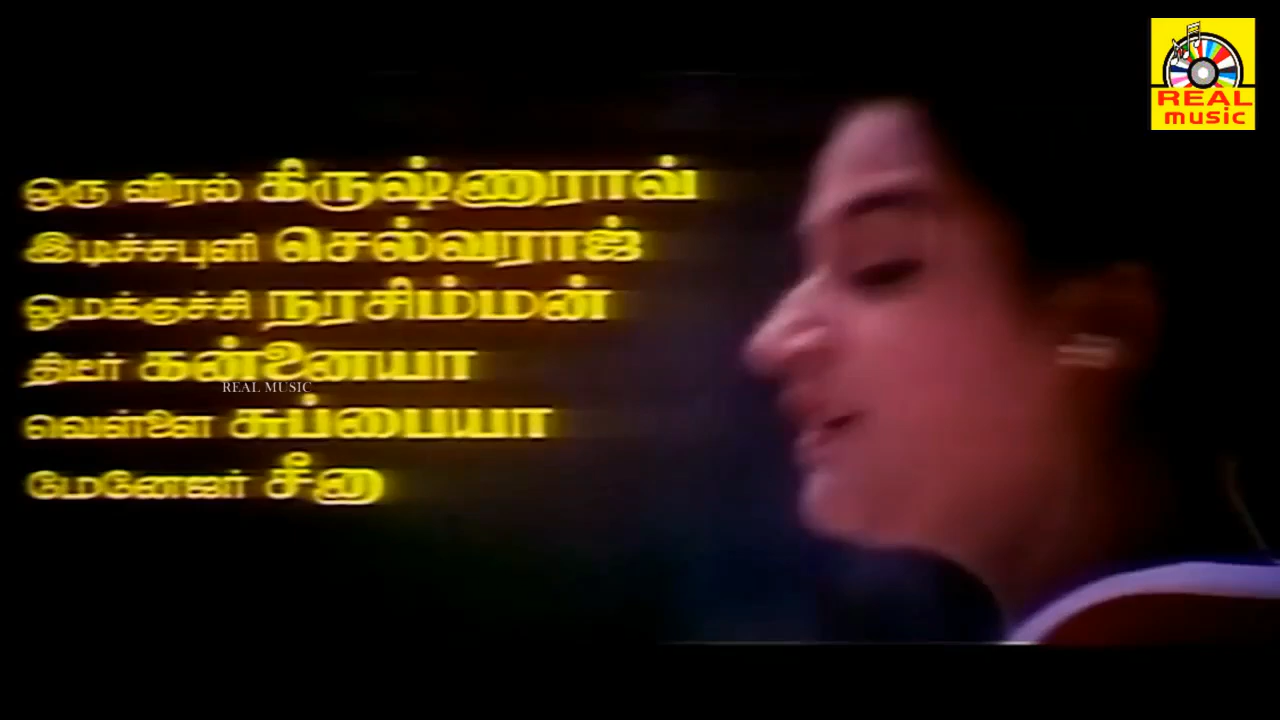 REAL
music
ஒரு விரல் கிருஷ்ணராவ்
இடிச்சபுளி செல்வராஜ்
ஓமக்குச்சி நரசிம்மன்
திடீர் கன்னையா
REAL MUSIC
வெள்ளை சுப்பையா
மேனேஜர் சீனு